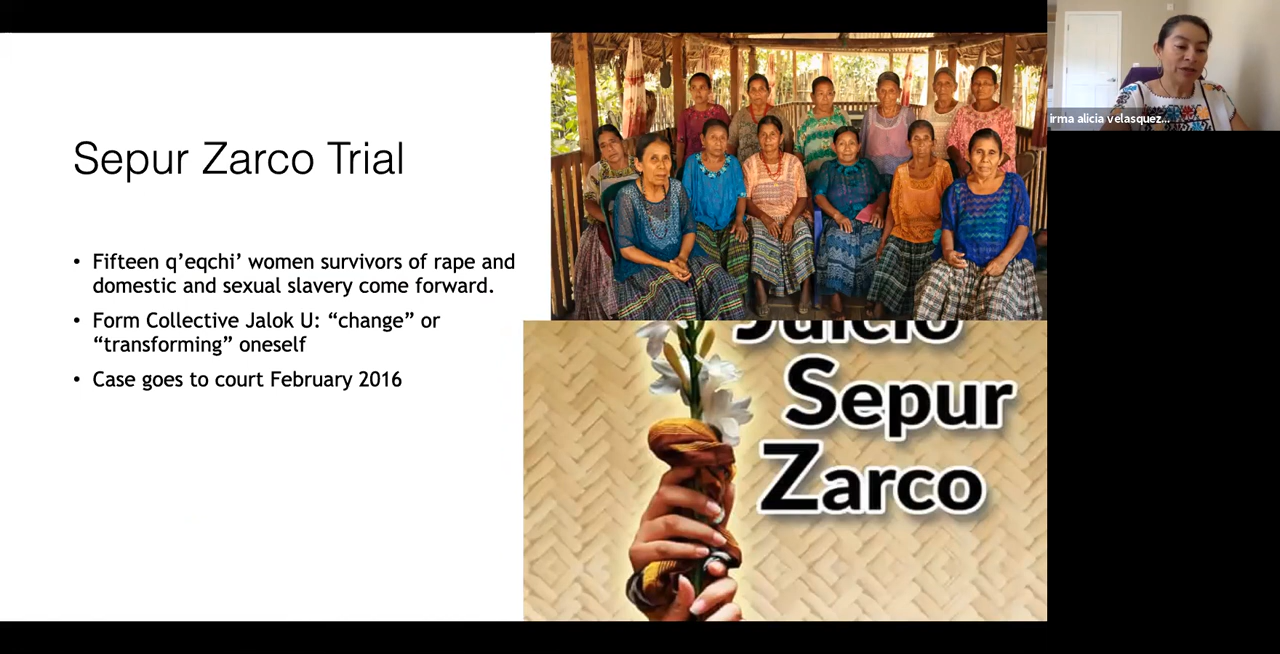 Sepur Zarco Trial
• Fifteen q’eqchi’ women survivors of rape and
domestic and sexual slavery come forward.
• Form Collective Jalok U: “change” or
“transforming” oneself
• Case goes to court February 2016
Juicio
Sepur
Zarco
irma alicia velasquez...